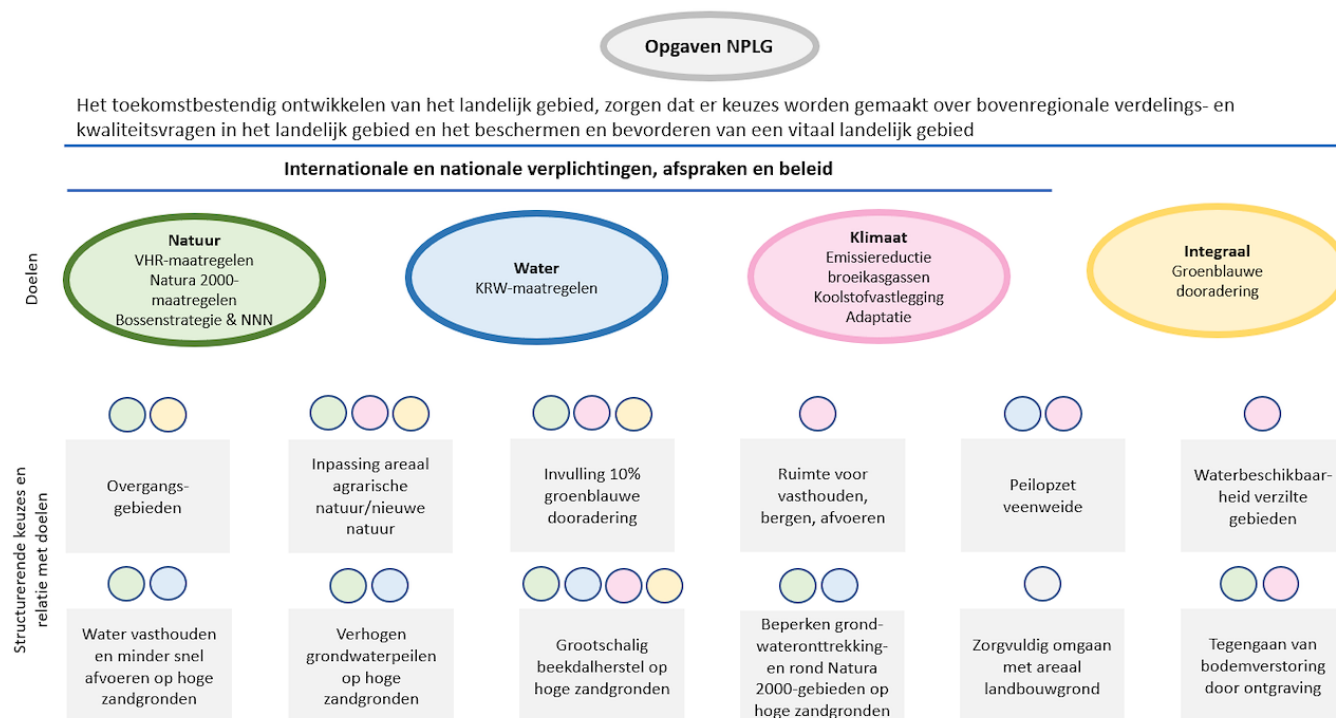 Opgaven NPLG
Het toekomstbestendig ontwikkelen van het landelijk gebied, zorgen dat er keuzes worden gemaakt over bovenregionale verdelings- en
kwaliteitsvragen in het landelijk gebied en het beschermen en bevorderen van een vitaal landelijk gebied
Internationale en nationale verplichtingen, afspraken en beleid
Doelen
Natuur
VHR-maatregelen
Natura 2000-
maatregelen
Bossenstrategie & NNN
Water
KRW-maatregelen
Klimaat
Emissiereductie
broeikasgassen
Koolstofvastlegging
Adaptatie
Integraal
Groenblauwe
dooradering
Structurerende keuzes en
relatie met doelen
Overgangs-
gebieden
Inpassing areaal
agrarische
natuur/nieuwe
natuur
Invulling 10%
groenblauwe
dooradering
Ruimte voor
vasthouden,
bergen, afvoeren
Peilopzet
veenweide
Waterbeschikbaar-
heid verzilte
gebieden
Water vasthouden
en minder snel
afvoeren op hoge
zandgronden
Verhogen
grondwaterpeilen
op hoge
zandgronden
Grootschalig
beekdalherstel op
hoge zandgronden
Beperken grond-
wateronttrekking-
en rond Natura
2000-gebieden op
hoge zandgronden
Zorgvuldig omgaan
met areaal
landbouwgrond
Tegengaan van
bodemverstoring
door ontgraving